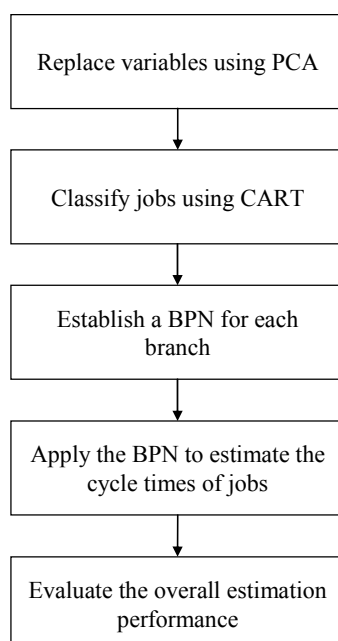 Replace variables using PCA
Classify jobs using CART
Establish a BPN for each
branch
Apply the BPN to estimate the
cycle times of jobs
Evaluate the overall estimation
performance